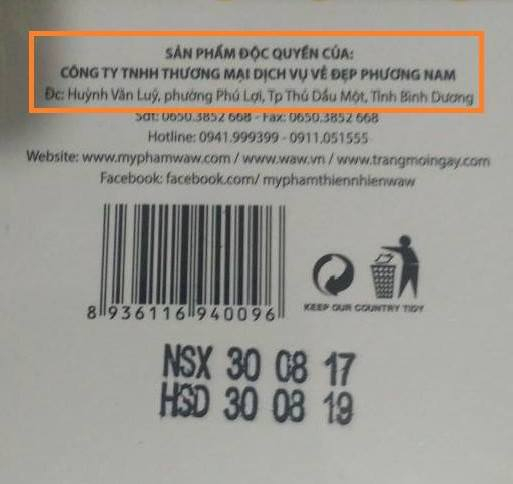 SẢN PHẨM ĐỘC QUYỀN CỦA:
CÔNG TY TNHH THƯƠNG MẠI DỊCH VỤ VẺ ĐẸP PHƯƠNG NAM
Đc: Huỳnh Văn Luỹ, phường Phú Lợi, Tp Thủ Dầu Một, Tỉnh Bình Dương
Sđt: 0650.3852 668 - Fax: 0650.3852 668
Hotline: 0941.999399 - 0911.051555
Website: www.myphamwaw.com / www.waw.vn / www.trangmoingay.com
Facebook: facebook.com/ myphamthiennhienwaw
8 936116 940096
KEEP OUR COUNTRY TIDY
NSX 30 08 17
HSD 30 08 19